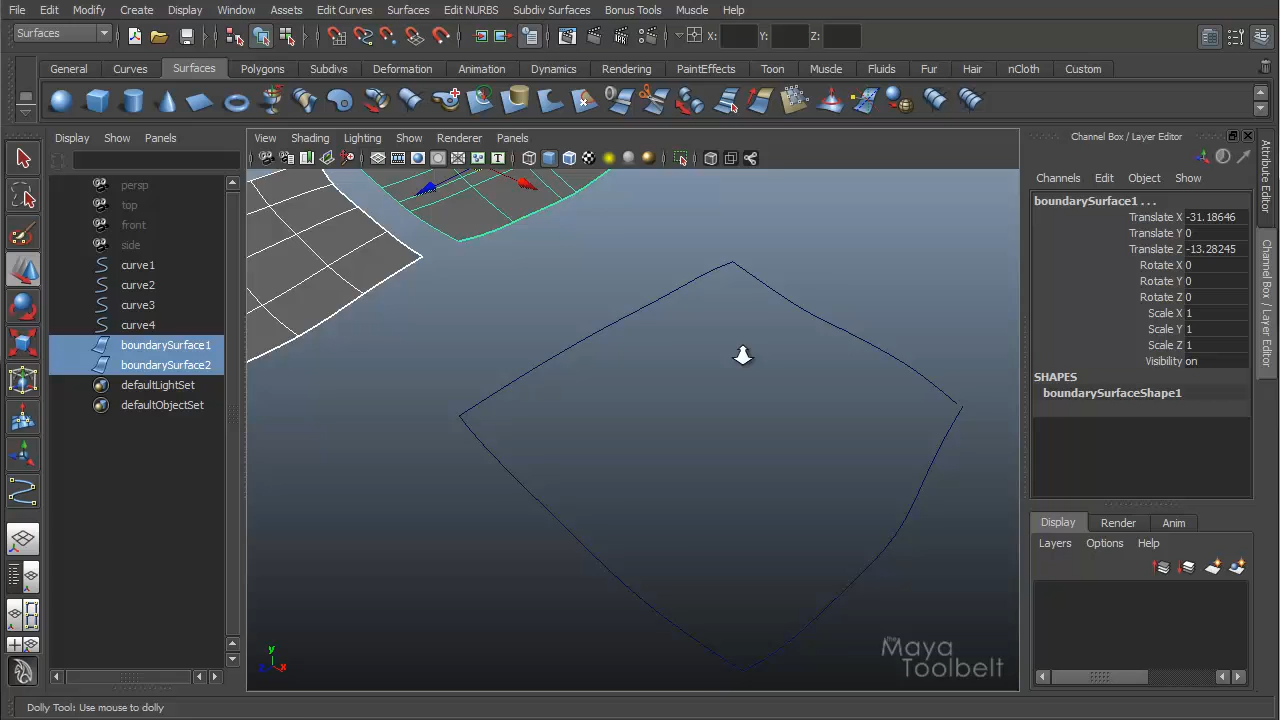 File Edit Modify Create Display Window Assets Edit Curves Surfaces Edit NURBS Subdiv Surfaces Bonus Tools Muscle Help
Surfaces X: Y: Z:
General Curves Surfaces Polygons Subdivs Deformation Animation Dynamics Rendering PaintEffects Toon Muscle Fluids Fur Hair nCloth Custom
Display Show Panels
View Shading Lighting Show Renderer Panels
Channel Box / Layer Editor
Channels Edit Object Show
persp
top
front
side
curve1
curve2
curve3
curve4
boundarySurface1
boundarySurface2
defaultLightSet
defaultObjectSet
boundarySurface1 . . .
Translate X -31.18646
Translate Y 0
Translate Z -13.28245
Rotate X 0
Rotate Y 0
Rotate Z 0
Scale X 1
Scale Y 1
Scale Z 1
Visibility on
SHAPES
boundarySurfaceShape1
Attribute Editor
Channel Box / Layer Editor
Display Render Anim
Layers Options Help
y
z x
the Maya
Toolbelt
Dolly Tool: Use mouse to dolly